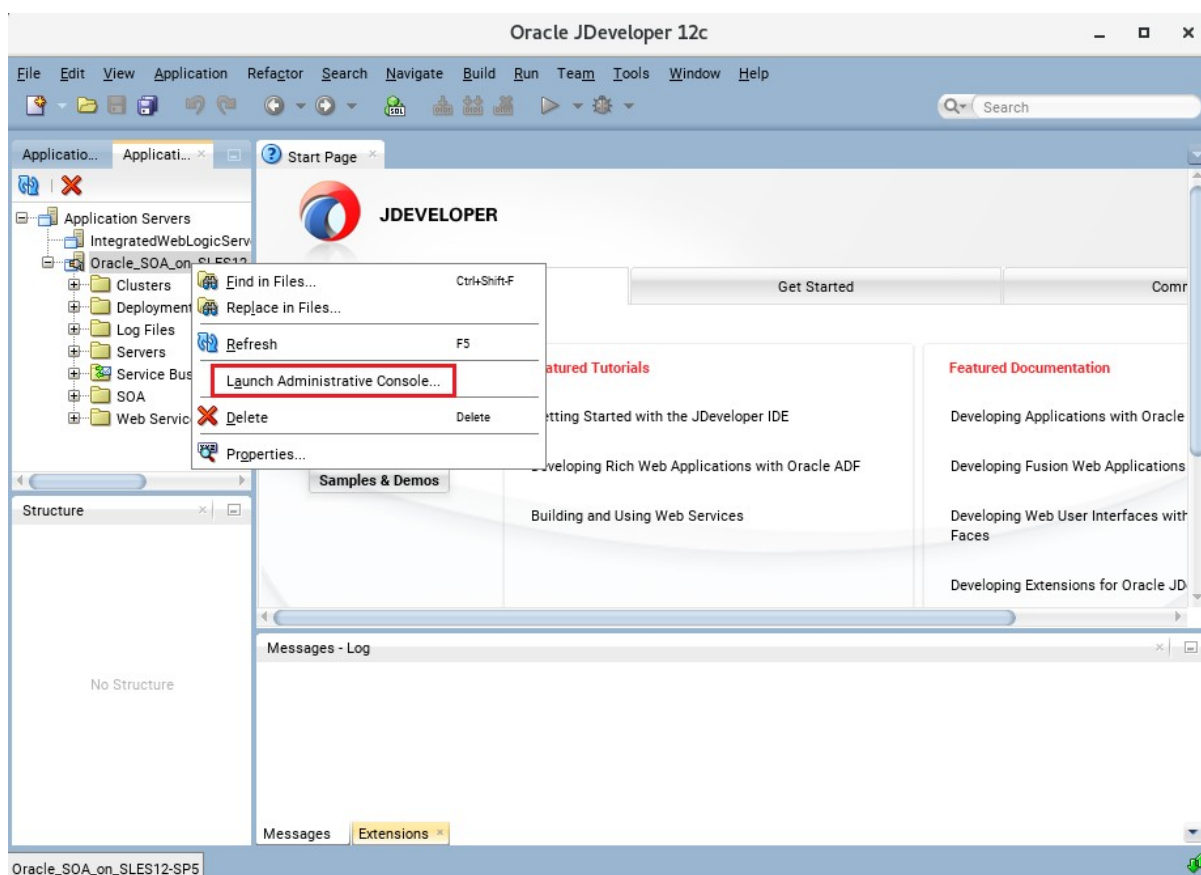 Oracle JDeveloper 12c
File Edit View Application Refactor Search Navigate Build Run Team Tools Window Help
Search
Applicatio... Applicati...
Start Page
Application Servers
IntegratedWebLogicServ
Oracle_SOA_on_SLES12
Clusters
Deployment
Log Files
Servers
Service Bus
SOA
Web Servic
Find in Files... Ctrl+Shift-F
Replace in Files...
Refresh F5
Launch Administrative Console...
Delete Delete
Properties...
JDEVELOPER
Get Started
Comm
atured Tutorials
Featured Documentation
etting Started with the JDeveloper IDE
Developing Applications with Oracle
Developing Rich Web Applications with Oracle ADF
Developing Fusion Web Applications
Samples & Demos
Building and Using Web Services
Developing Web User Interfaces with
Faces
Developing Extensions for Oracle JD
Structure
No Structure
Messages - Log
Messages Extensions
Oracle_SOA_on_SLES12-SP5